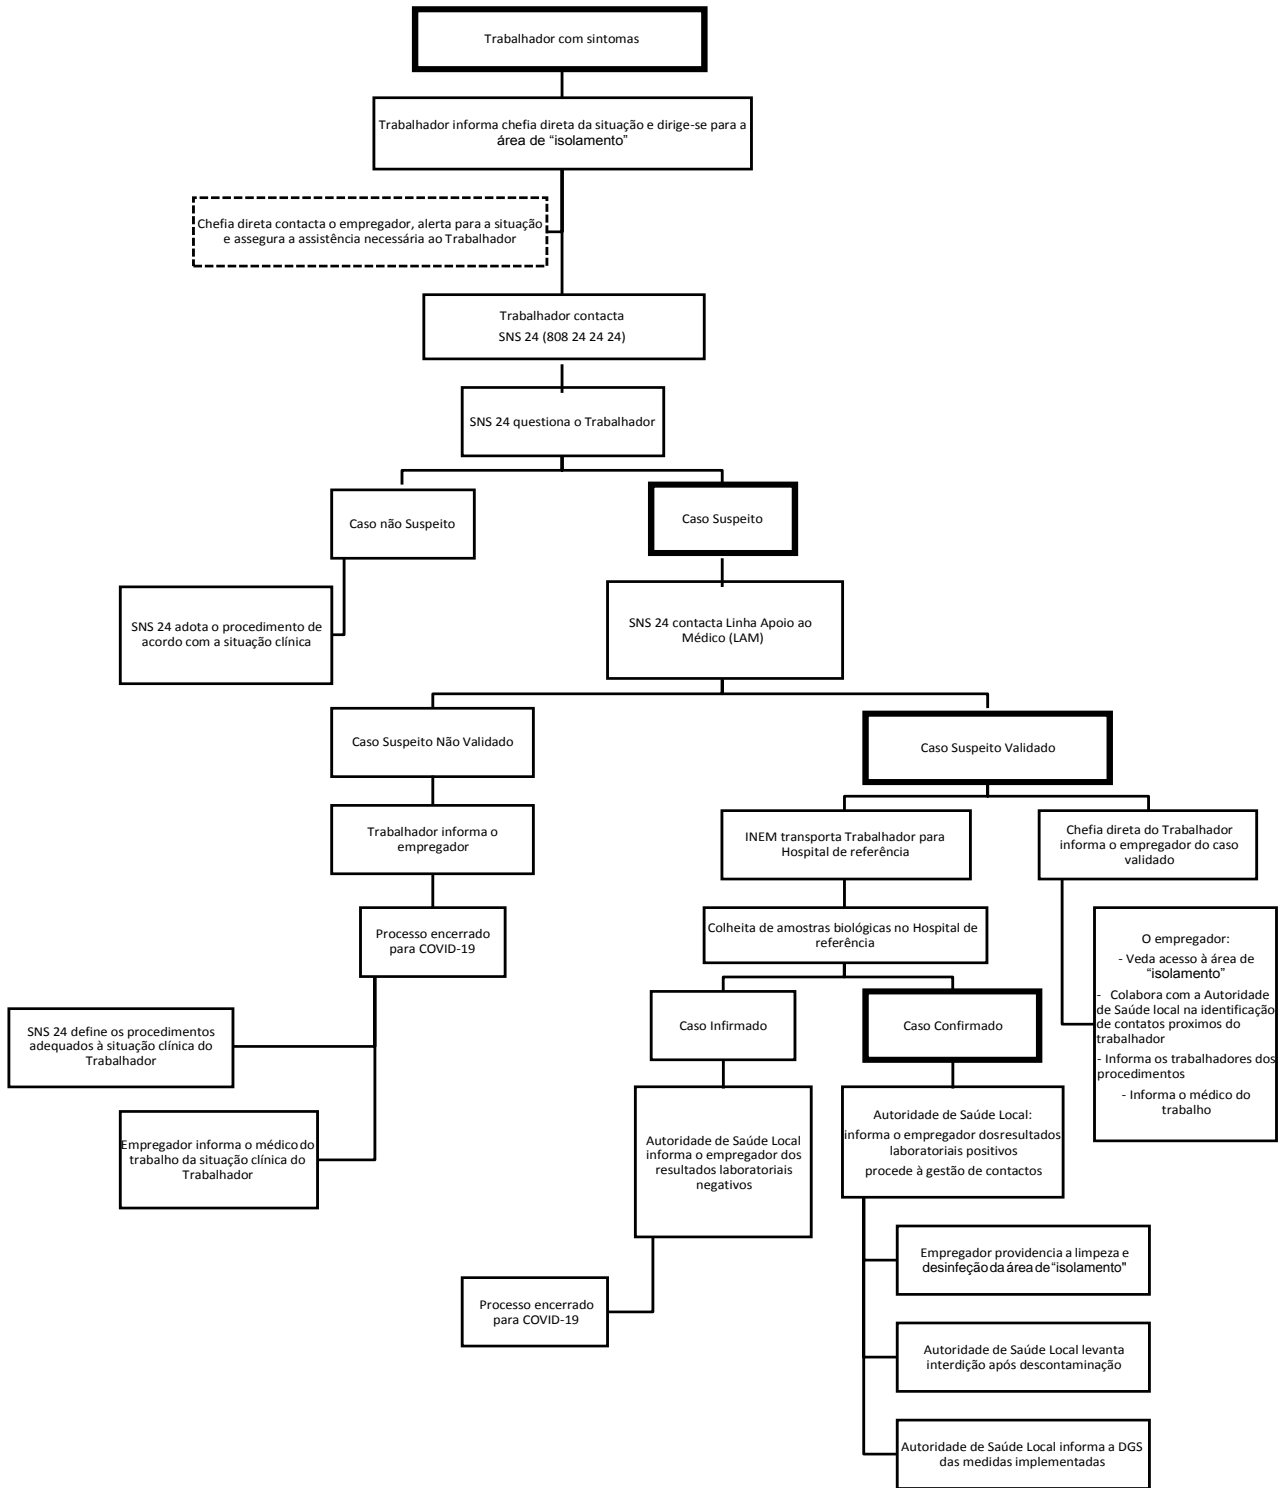 Trabalhador com sintomas
Trabalhador informa chefia direta da situação e dirige-se para a
área de “isolamento”
Chefia direta contacta o empregador, alerta para a situação
e assegura a assistência necessária ao Trabalhador
Trabalhador contacta
SNS 24 (808 24 24 24)
SNS 24 questiona o Trabalhador
Caso não Suspeito
Caso Suspeito
SNS 24 adota o procedimento de
acordo com a situação clínica
SNS 24 contacta Linha Apoio ao
Médico (LAM)
Caso Suspeito Não Validado
Caso Suspeito Validado
Trabalhador informa o
empregador
INEM transporta Trabalhador para
Hospital de referência
Chefia direta do Trabalhador
informa o empregador do caso
validado
Processo encerrado
para COVID-19
Colheita de amostras biológicas no Hospital de
referência
O empregador:
- Veda acesso à área de
“isolamento”
- Colabora com a Autoridade
de Saúde local na identificação
de contatos proximos do
trabalhador
- Informa os trabalhadores dos
procedimentos
- Informa o médico do
trabalho
SNS 24 define os procedimentos
adequados à situação clínica do
Trabalhador
Caso Infirmado
Caso Confirmado
Empregador informa o médico do
trabalho da situação clínica do
Trabalhador
Autoridade de Saúde Local
informa o empregador dos
resultados laboratoriais
negativos
Autoridade de Saúde Local:
informa o empregador dosresultados
laboratoriais positivos
procede à gestão de contactos
Empregador providencia a limpeza e
desinfeção da área de “isolamento"
Processo encerrado
para COVID-19
Autoridade de Saúde Local levanta
interdição após descontaminação
Autoridade de Saúde Local informa a DGS
das medidas implementadas